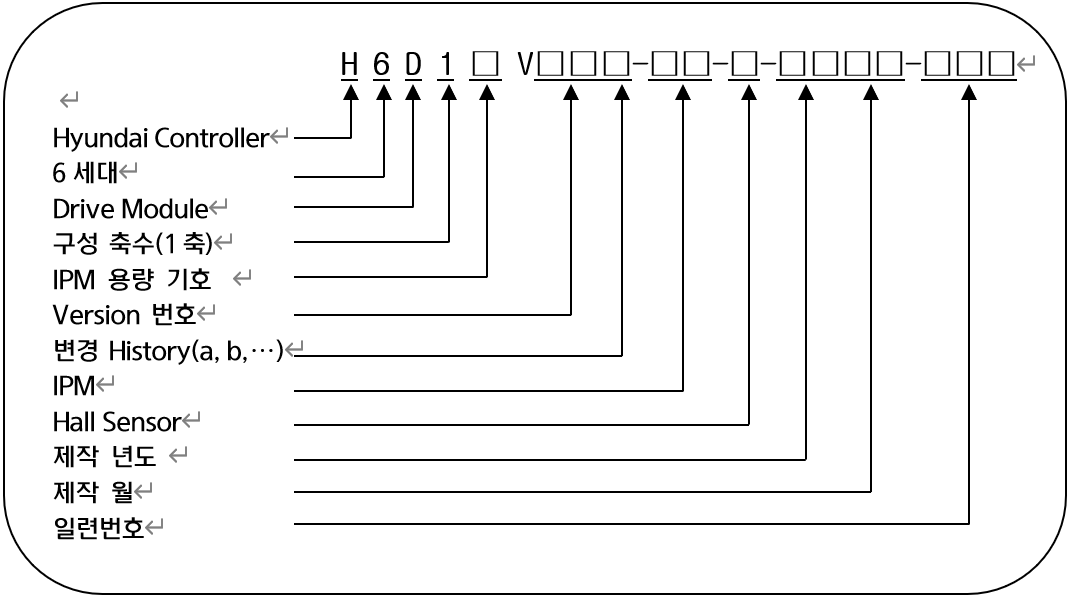 H6D1□ V□□□-□□-□-□□□□-□□□↵
↵
Hyundai Controller↵
6 세대↵
Drive Module↵
구성 축수(1 축)↵
IPM 용량 기호 ↵
Version 번호↵
변경 History(a, b,…)↵
IPM↵
Hall Sensor↵
제작 년도 ↵
제작 월↵
일련번호↵